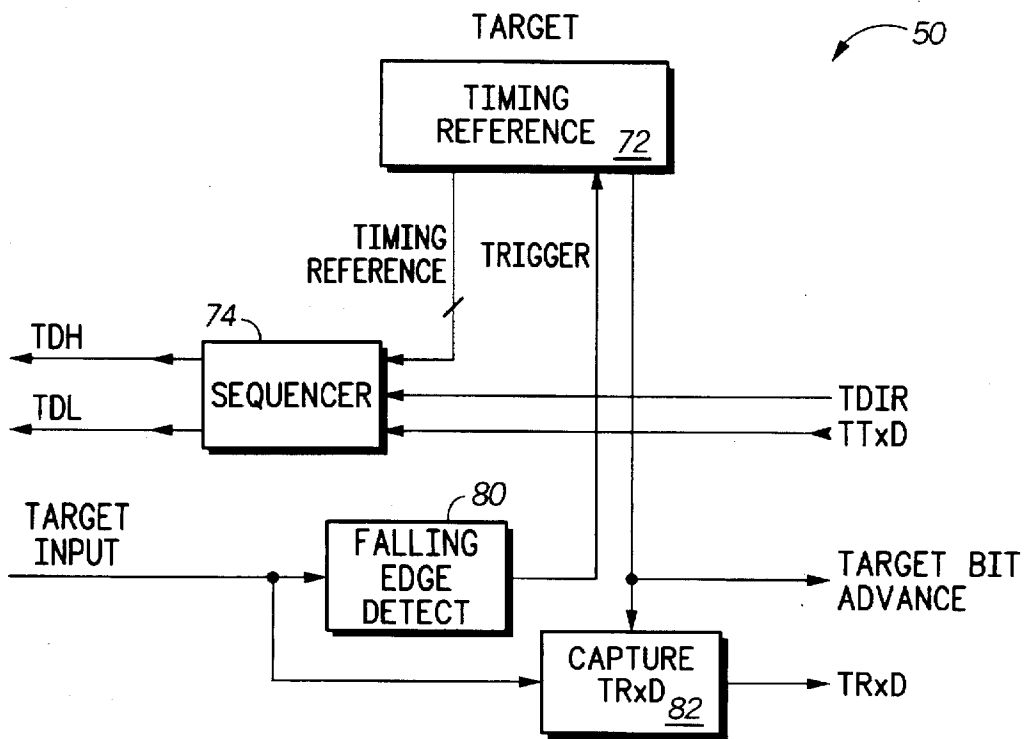 TARGET
50
TIMING
REFERENCE 72
TIMING
REFERENCE
TRIGGER
74
TDH
SEQUENCER
TDL
TDIR
TTxD
80
TARGET
INPUT
FALLING
EDGE
DETECT
TARGET BIT
ADVANCE
CAPTURE
TRxD 82
TRxD